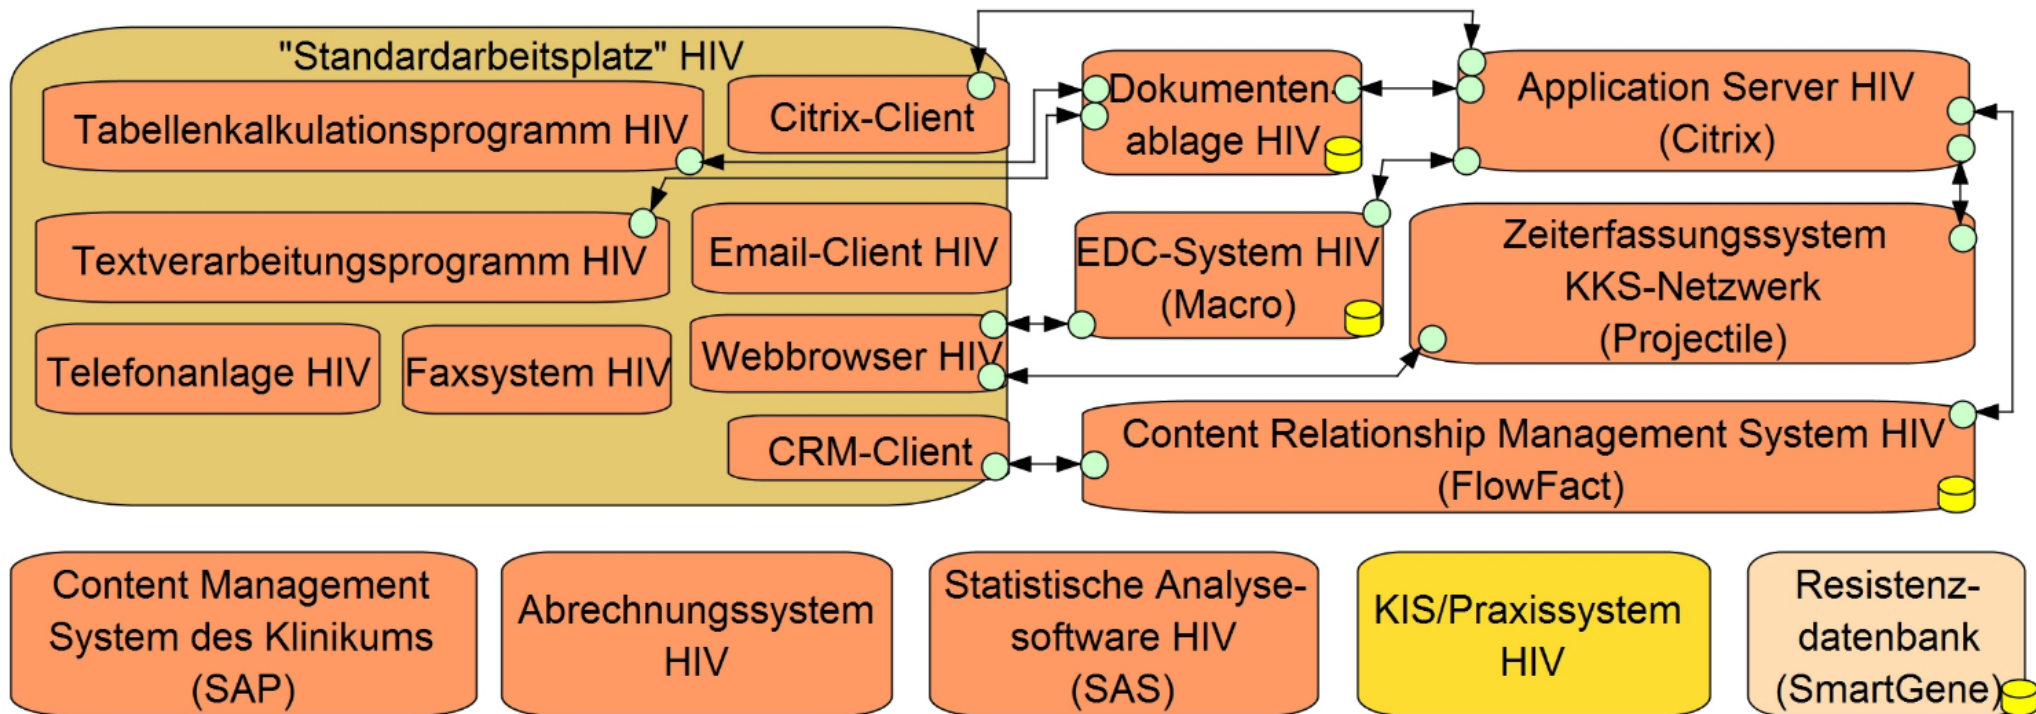 "Standardarbeitsplatz" HIV
Tabellenkalkulationsprogramm HIV
Citrix-Client
Textverarbeitungsprogramm HIV
Email-Client HIV
Telefonanlage HIV
Faxsystem HIV
Webbrowser HIV
CRM-Client
Dokumenten-
ablage HIV
Application Server HIV
(Citrix)
EDC-System HIV
(Macro)
Zeiterfassungssystem
KKS-Netzwerk
(Projectile)
Content Relationship Management System HIV
(FlowFact)
Content Management
System des Klinikums
(SAP)
Abrechnungssystem
HIV
Statistische Analyse-
software HIV
(SAS)
KIS/Praxissystem
HIV
Resistenz-
datenbank
(SmartGene)